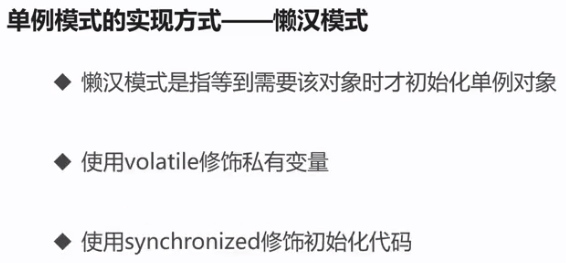 单例模式的实现方式——懒汉模式
◆ 懒汉模式是指等到需要该对象时才初始化单例对象
◆ 使用volatile修饰私有变量
◆ 使用synchronized修饰初始化代码